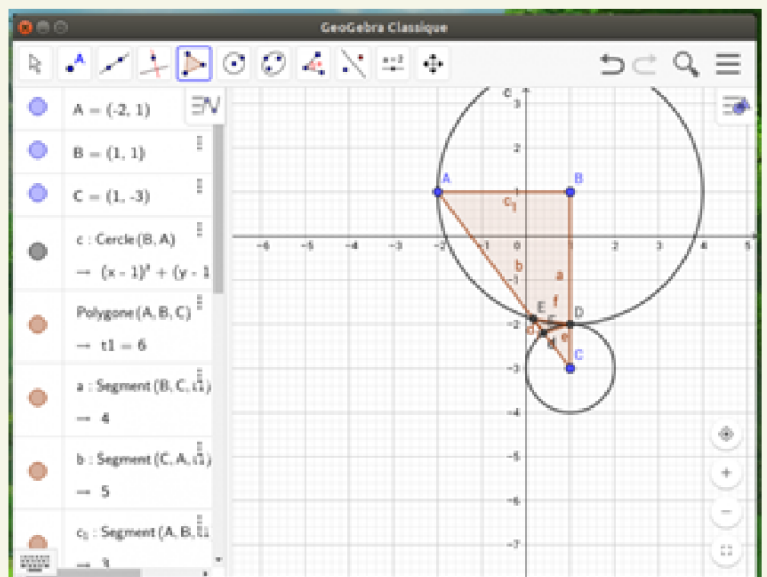 GeoGebra Classique
A
a=2
A = (-2, 1)
B = (1, 1)
C = (1, -3)
c : Cercle(B, A)
→ (x - 1)² + (y - 1
Polygone(A, B, C)
→ t1 = 6
a : Segment(B, C, t1)
→ 4
b : Segment(C, A, t1)
→ 5
c₁ : Segment(A, B, t1
→ 3
c
3
2
A
B
1
c₁
-6 -5 -4 -3 -2 -1 0 1 2 3 4 5
b
a
-1
f
E
D
-2
e
d
C
-3
-4
-5
-6
-7